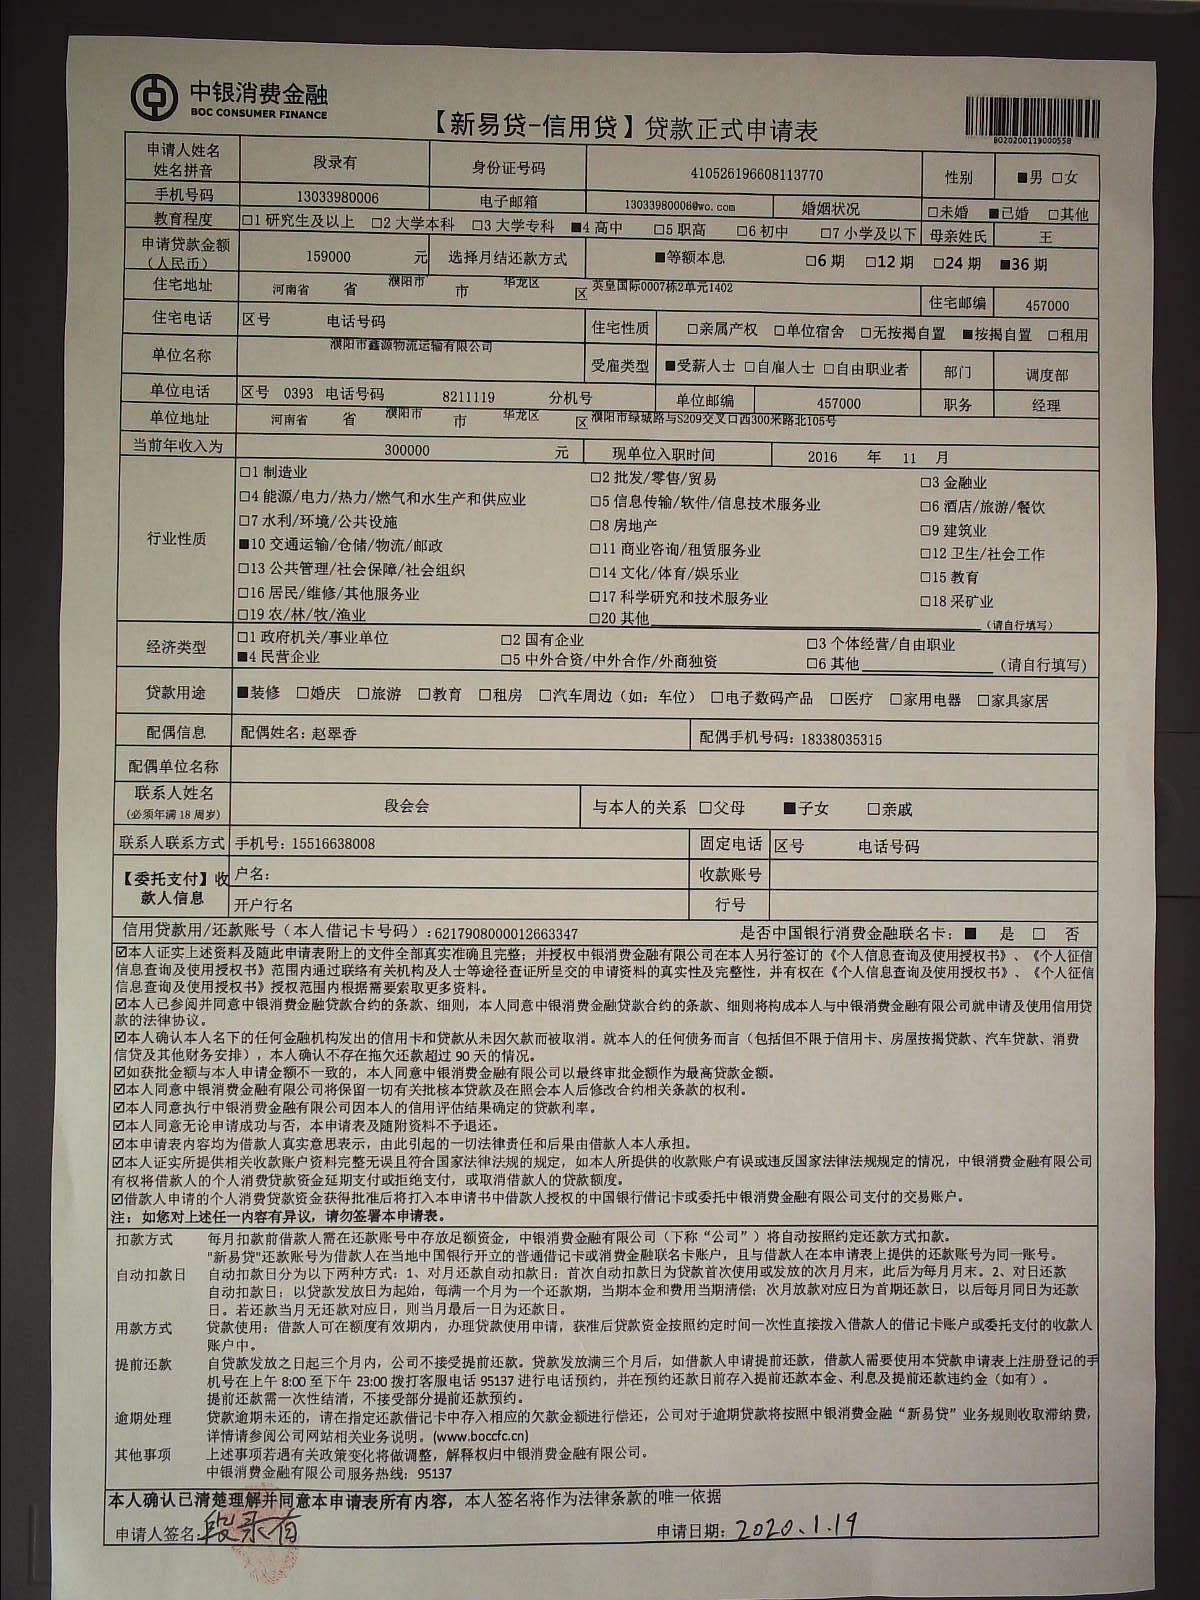 中银消费金融
BOC CONSUMER FINANCE
【新易贷-信用贷】贷款正式申请表
B020200119000558
申请人姓名 姓名拼音 段录有 身份证号码 410526196608113770 性别 ■男 □女
手机号码 13033980006 电子邮箱 13033980006@wo.com 婚姻状况 □未婚 ■已婚 □其他
教育程度 □1 研究生及以上 □2 大学本科 □3 大学专科 ■4 高中 □5 职高 □6 初中 □7 小学及以下 母亲姓氏 王
申请贷款金额（人民币） 159000 元 选择月结还款方式 ■等额本息 □6 期 □12 期 □24 期 ■36 期
住宅地址 河南省 省 濮阳市 市 华龙区 区 英皇国际0007栋2单元1402 住宅邮编 457000
住宅电话 区号 电话号码 住宅性质 □亲属产权 □单位宿舍 □无按揭自置 ■按揭自置 □租用
单位名称 濮阳市鑫源物流运输有限公司 受雇类型 ■受薪人士 □自雇人士 □自由职业者 部门 调度部
单位电话 区号 0393 电话号码 8211119 分机号 单位邮编 457000 职务 经理
单位地址 河南省 省 濮阳市 市 华龙区 区 濮阳市绿城路与S209交叉口西300米路北105号
当前年收入为 300000 元 现单位入职时间 2016 年 11 月
行业性质
□1 制造业 □2 批发/零售/贸易 □3 金融业
□4 能源/电力/热力/燃气和水生产和供应业 □5 信息传输/软件/信息技术服务业 □6 酒店/旅游/餐饮
□7 水利/环境/公共设施 □8 房地产 □9 建筑业
■10 交通运输/仓储/物流/邮政 □11 商业咨询/租赁服务业 □12 卫生/社会工作
□13 公共管理/社会保障/社会组织 □14 文化/体育/娱乐业 □15 教育
□16 居民/维修/其他服务业 □17 科学研究和技术服务业 □18 采矿业
□19 农/林/牧/渔业 □20 其他 （请自行填写）
经济类型 □1 政府机关/事业单位 □2 国有企业 □3 个体经营/自由职业
■4 民营企业 □5 中外合资/中外合作/外商独资 □6 其他 （请自行填写）
贷款用途 ■装修 □婚庆 □旅游 □教育 □租房 □汽车周边（如：车位） □电子数码产品 □医疗 □家用电器 □家具家居
配偶信息 配偶姓名：赵翠香 配偶手机号码：18338035315
配偶单位名称
联系人姓名 （必须年满 18 周岁） 段会会 与本人的关系 □父母 ■子女 □亲戚
联系人联系方式 手机号：15516638008 固定电话 区号 电话号码
【委托支付】收款人信息 户名： 收款账号
开户行名 行号
信用贷款用/还款账号（本人借记卡号码）:6217908000012663347 是否中国银行消费金融联名卡：■ 是 □ 否
☑本人证实上述资料及随此申请表附上的文件全部真实准确且完整；并授权中银消费金融有限公司在本人另行签订的《个人信息查询及使用授权书》、《个人征信
信息查询及使用授权书》范围内通过联络有关机构及人士等途径查证所呈交的申请资料的真实性及完整性，并有权在《个人信息查询及使用授权书》、《个人征信
信息查询及使用授权书》授权范围内根据需要索取更多资料。
☑本人已参阅并同意中银消费金融贷款合约的条款、细则，本人同意中银消费金融贷款合约的条款、细则将构成本人与中银消费金融有限公司就申请及使用信用贷
款的法律协议。
☑本人确认本人名下的任何金融机构发出的信用卡和贷款从未因欠款而被取消。就本人的任何债务而言（包括但不限于信用卡、房屋按揭贷款、汽车贷款、消费
信贷及其他财务安排），本人确认不存在拖欠还款超过 90 天的情况。
☑如获批金额与本人申请金额不一致的，本人同意中银消费金融有限公司以最终审批金额作为最高贷款金额。
☑本人同意中银消费金融有限公司将保留一切有关批核本贷款及在照会本人后修改合约相关条款的权利。
☑本人同意执行中银消费金融有限公司因本人的信用评估结果确定的贷款利率。
☑本人同意无论申请成功与否，本申请表及随附资料不予退还。
☑本申请表内容均为借款人真实意思表示，由此引起的一切法律责任和后果由借款人本人承担。
☑本人证实所提供相关收款账户资料完整无误且符合国家法律法规的规定，如本人所提供的收款账户有误或违反国家法律法规规定的情况，中银消费金融有限公司
有权将借款人的个人消费贷款资金延期支付或拒绝支付，或取消借款人的贷款额度。
☑借款人申请的个人消费贷款资金获得批准后将打入本申请书中借款人授权的中国银行借记卡或委托中银消费金融有限公司支付的交易账户。
注：如您对上述任一内容有异议，请勿签署本申请表。
扣款方式 每月扣款前借款人需在还款账号中存放足额资金，中银消费金融有限公司（下称“公司”）将自动按照约定还款方式扣款。
"新易贷"还款账号为借款人在当地中国银行开立的普通借记卡或消费金融联名卡账户，且与借款人在本申请表上提供的还款账号为同一账号。
自动扣款日 自动扣款日分为以下两种方式：1、对月还款自动扣款日：首次自动扣款日为贷款首次使用或发放的次月月末，此后为每月月末。2、对日还款
自动扣款日：以贷款发放日为起始，每满一个月为一个还款期，当期本金和费用当期清偿；次月放款对应日为首期还款日，以后每月同日为还款
日。若还款当月无还款对应日，则当月最后一日为还款日。
用款方式 贷款使用：借款人可在额度有效期内，办理贷款使用申请，获准后贷款资金按照约定时间一次性直接拨入借款人的借记卡账户或委托支付的收款人
账户中。
提前还款 自贷款发放之日起三个月内，公司不接受提前还款。贷款发放满三个月后，如借款人申请提前还款，借款人需要使用本贷款申请表上注册登记的手
机号在上午 8:00 至下午 23:00 拨打客服电话 95137 进行电话预约，并在预约还款日前存入提前还款本金、利息及提前还款违约金（如有）。
提前还款需一次性结清，不接受部分提前还款预约。
逾期处理 贷款逾期未还的，请在指定还款借记卡中存入相应的欠款金额进行偿还，公司对于逾期贷款将按照中银消费金融“新易贷”业务规则收取滞纳费，
详情请参阅公司网站相关业务说明。(www.boccfc.cn)
其他事项 上述事项若遇有关政策变化将做调整，解释权归中银消费金融有限公司。
中银消费金融有限公司服务热线：95137
本人确认已清楚理解并同意本申请表所有内容，本人签名将作为法律条款的唯一依据
申请人签名：段录有 申请日期：2020.1.19